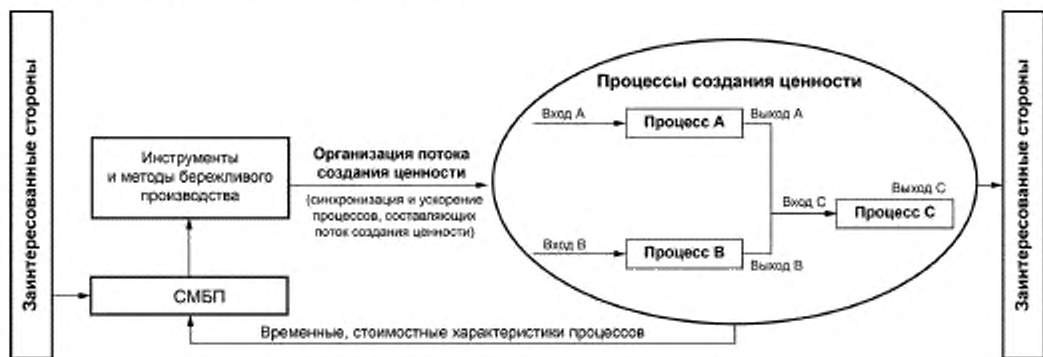 Заинтересованные стороны
Инструменты
и методы бережливого
производства
СМБП
Организация потока
создания ценности
(синхронизация и ускорение
процессов, составляющих
поток создания ценности)
Процессы создания ценности
Вход А
Процесс А
Выход А
Вход В
Процесс В
Выход В
Вход С
Выход С
Процесс С
Временные, стоимостные характеристики процессов
Заинтересованные стороны